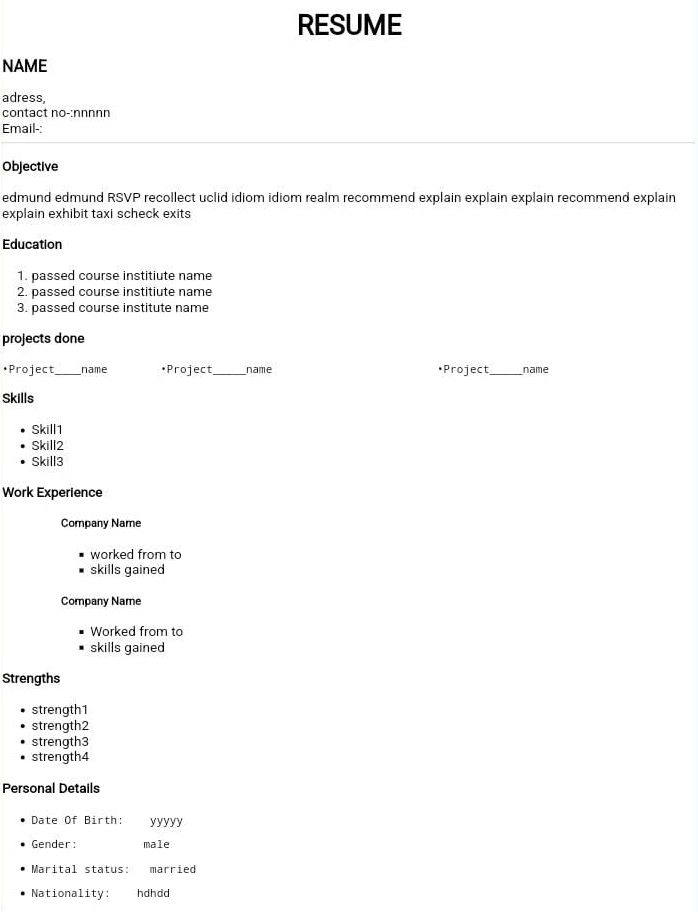 RESUME
NAME
adress,
contact no-:nnnnn
Email-:
Objective
edmund edmund RSVP recollect uclid idiom idiom realm recommend explain explain explain recommend explain
explain exhibit taxi scheck exits
Education
1. passed course institiute name
2. passed course institiute name
3. passed course institute name
projects done
•Project____name •Project_____name •Project_____name
Skills
• Skill1
• Skill2
• Skill3
Work Experience
Company Name
▪ worked from to
▪ skills gained
Company Name
▪ Worked from to
▪ skills gained
Strengths
• strength1
• strength2
• strength3
• strength4
Personal Details
• Date Of Birth: yyyyy
• Gender: male
• Marital status: married
• Nationality: hdhdd